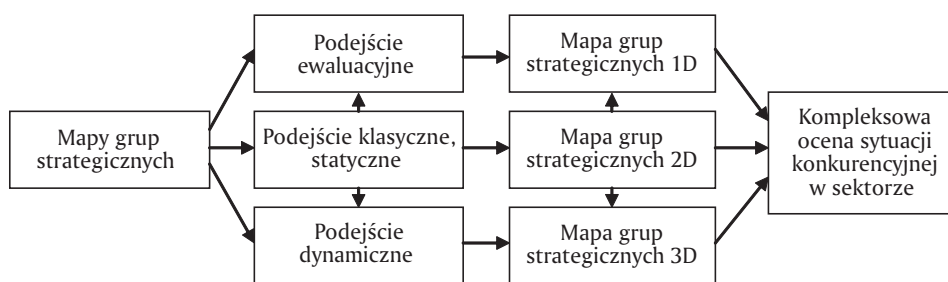 Mapy grup
strategicznych
Podejście
ewaluacyjne
Podejście klasyczne,
statyczne
Podejście
dynamiczne
Mapa grup
strategicznych 1D
Mapa grup
strategicznych 2D
Mapa grup
strategicznych 3D
Kompleksowa
ocena sytuacji
konkurencyjnej
w sektorze